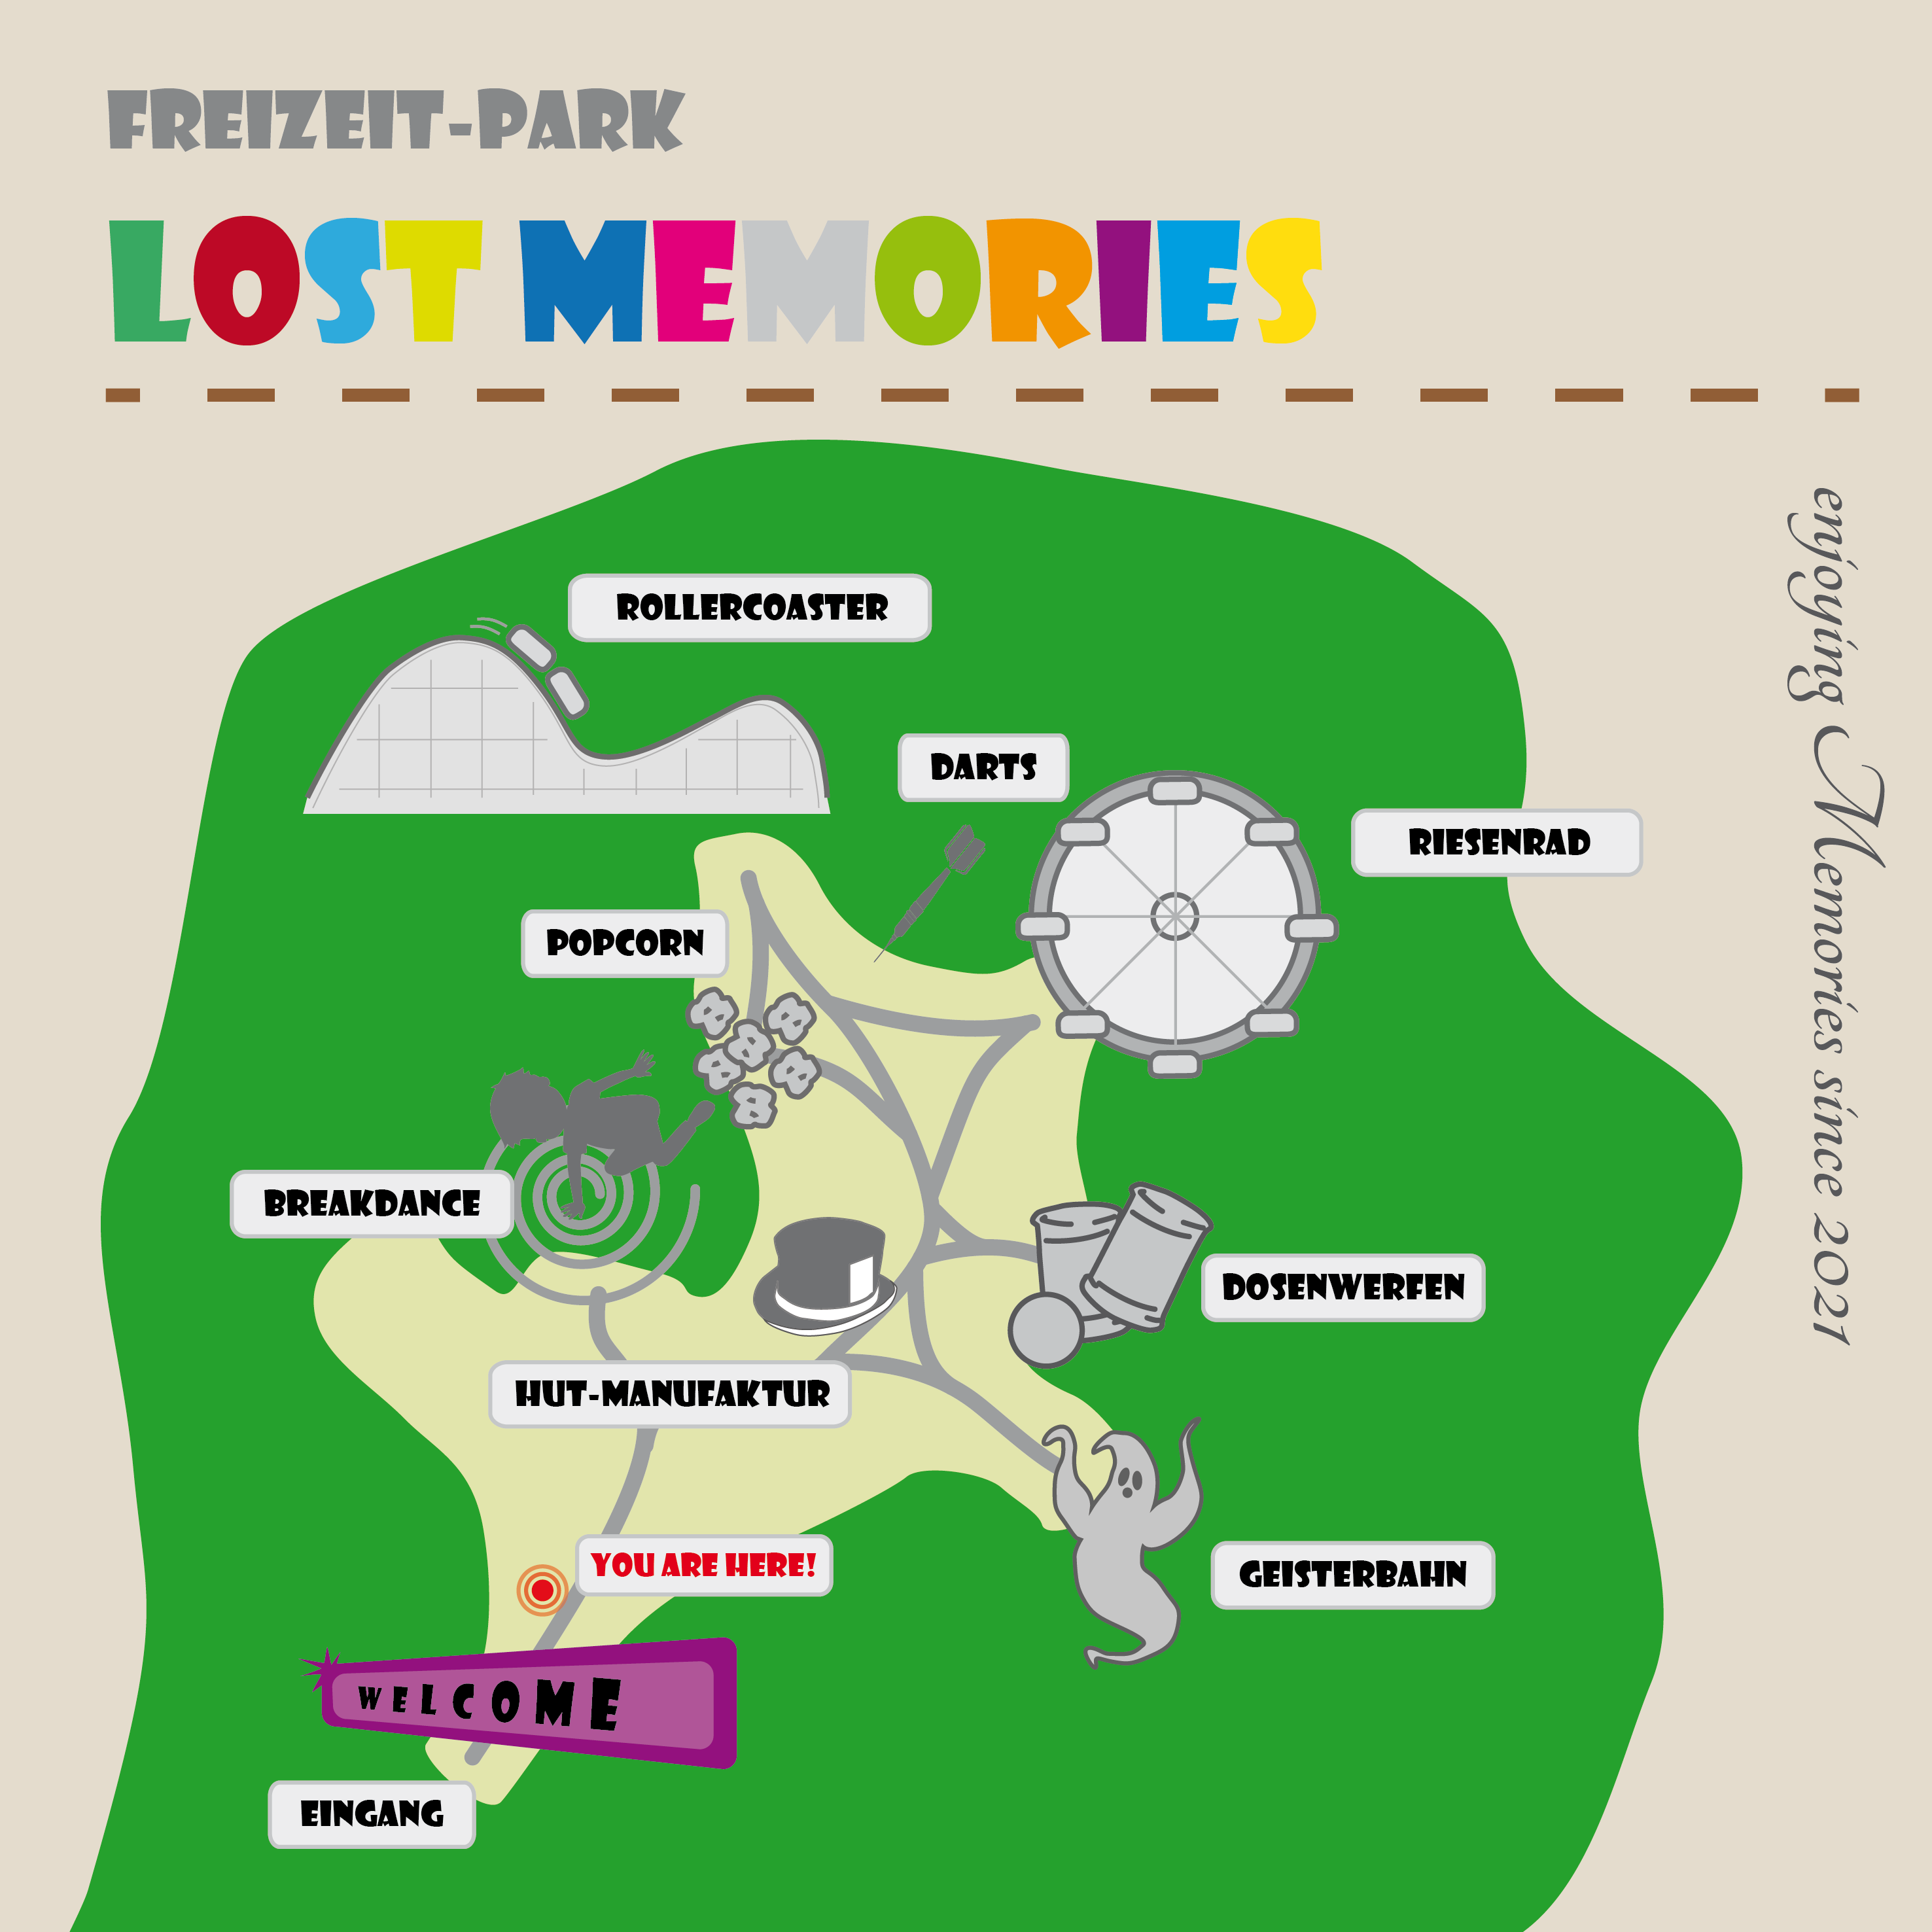 FREIZEIT-PARK
LOST MEMORIES
enjoying Memories since 2021
ROLLERCOASTER
DARTS
RIESENRAD
POPCORN
BREAKDANCE
DOSENWERFEN
HUT-MANUFAKTUR
YOU ARE HERE!
GEISTERBAHN
WELCOME
EINGANG